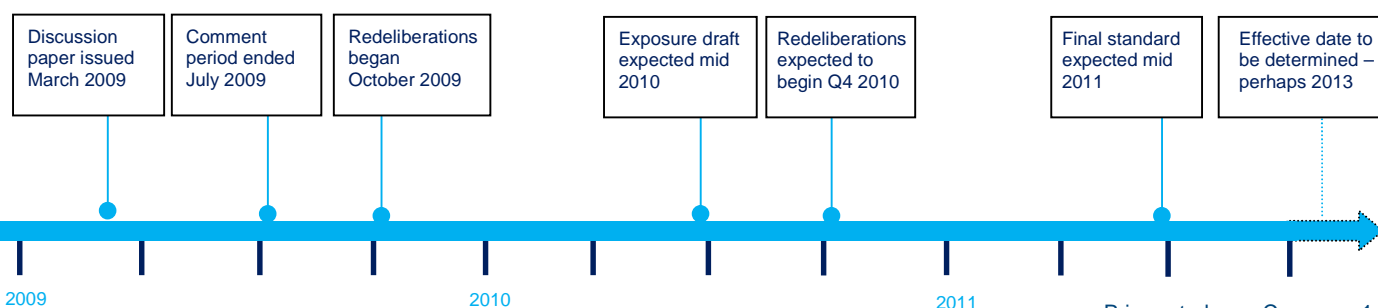 Discussion
paper issued
March 2009
Comment
period ended
July 2009
Redeliberations
began
October 2009
Exposure draft
expected mid
2010
Redeliberations
expected to
begin Q4 2010
Final standard
expected mid
2011
Effective date to
be determined –
perhaps 2013
2009
2010
2011